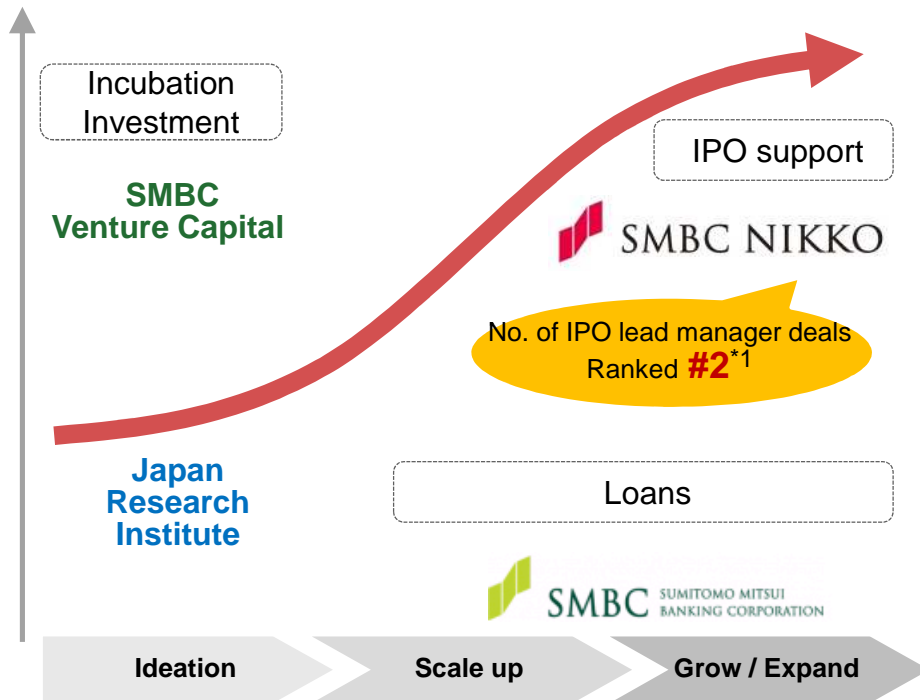 Incubation
Investment
SMBC
Venture Capital
IPO support
SMBC NIKKO
No. of IPO lead manager deals
Ranked #2*1
Japan
Research
Institute
Loans
SMBC SUMITOMO MITSUI
BANKING CORPORATION
Ideation
Scale up
Grow / Expand